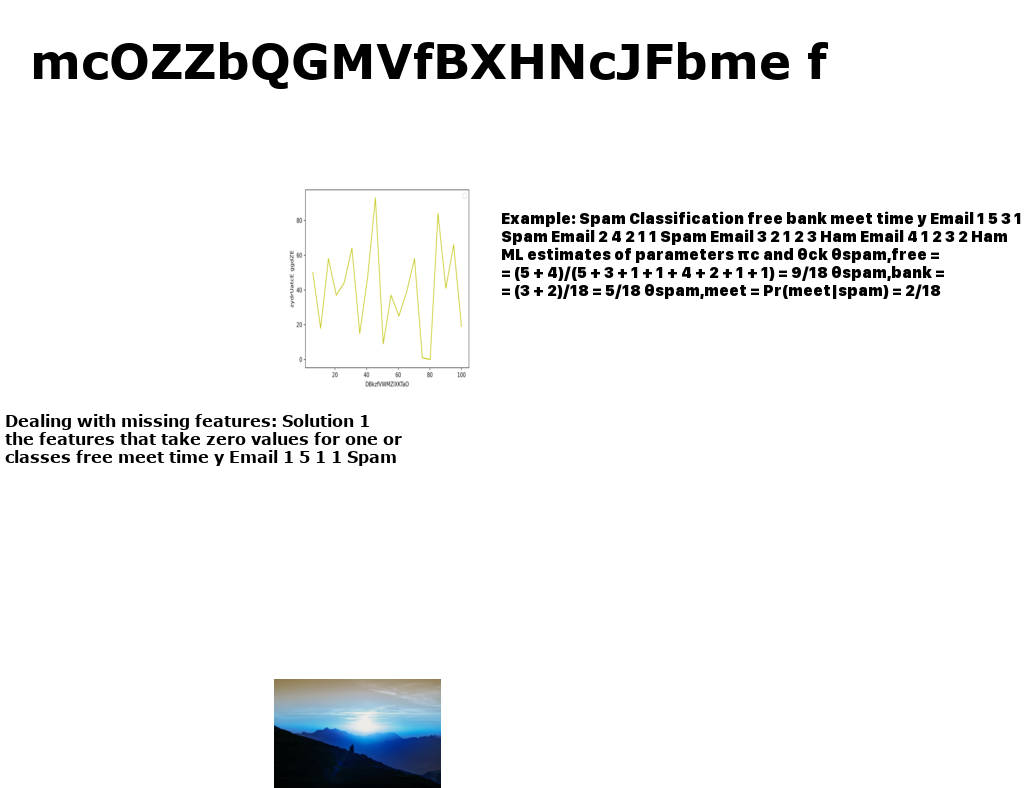 mcOZZbQGMVfBXHNcJFbme f
Example: Spam Classification free bank meet time y Email 1 5 3 1
Spam Email 2 4 2 1 1 Spam Email 3 2 1 2 3 Ham Email 4 1 2 3 2 Ham
ML estimates of parameters πc and θck θspam,free =
= (5 + 4)/(5 + 3 + 1 + 1 + 4 + 2 + 1 + 1) = 9/18 θspam,bank =
= (3 + 2)/18 = 5/18 θspam,meet = Pr(meet|spam) = 2/18
80
60
40
20
0
20 40 60 80 100
Dealing with missing features: Solution 1
the features that take zero values for one or
classes free meet time y Email 1 5 1 1 Spam